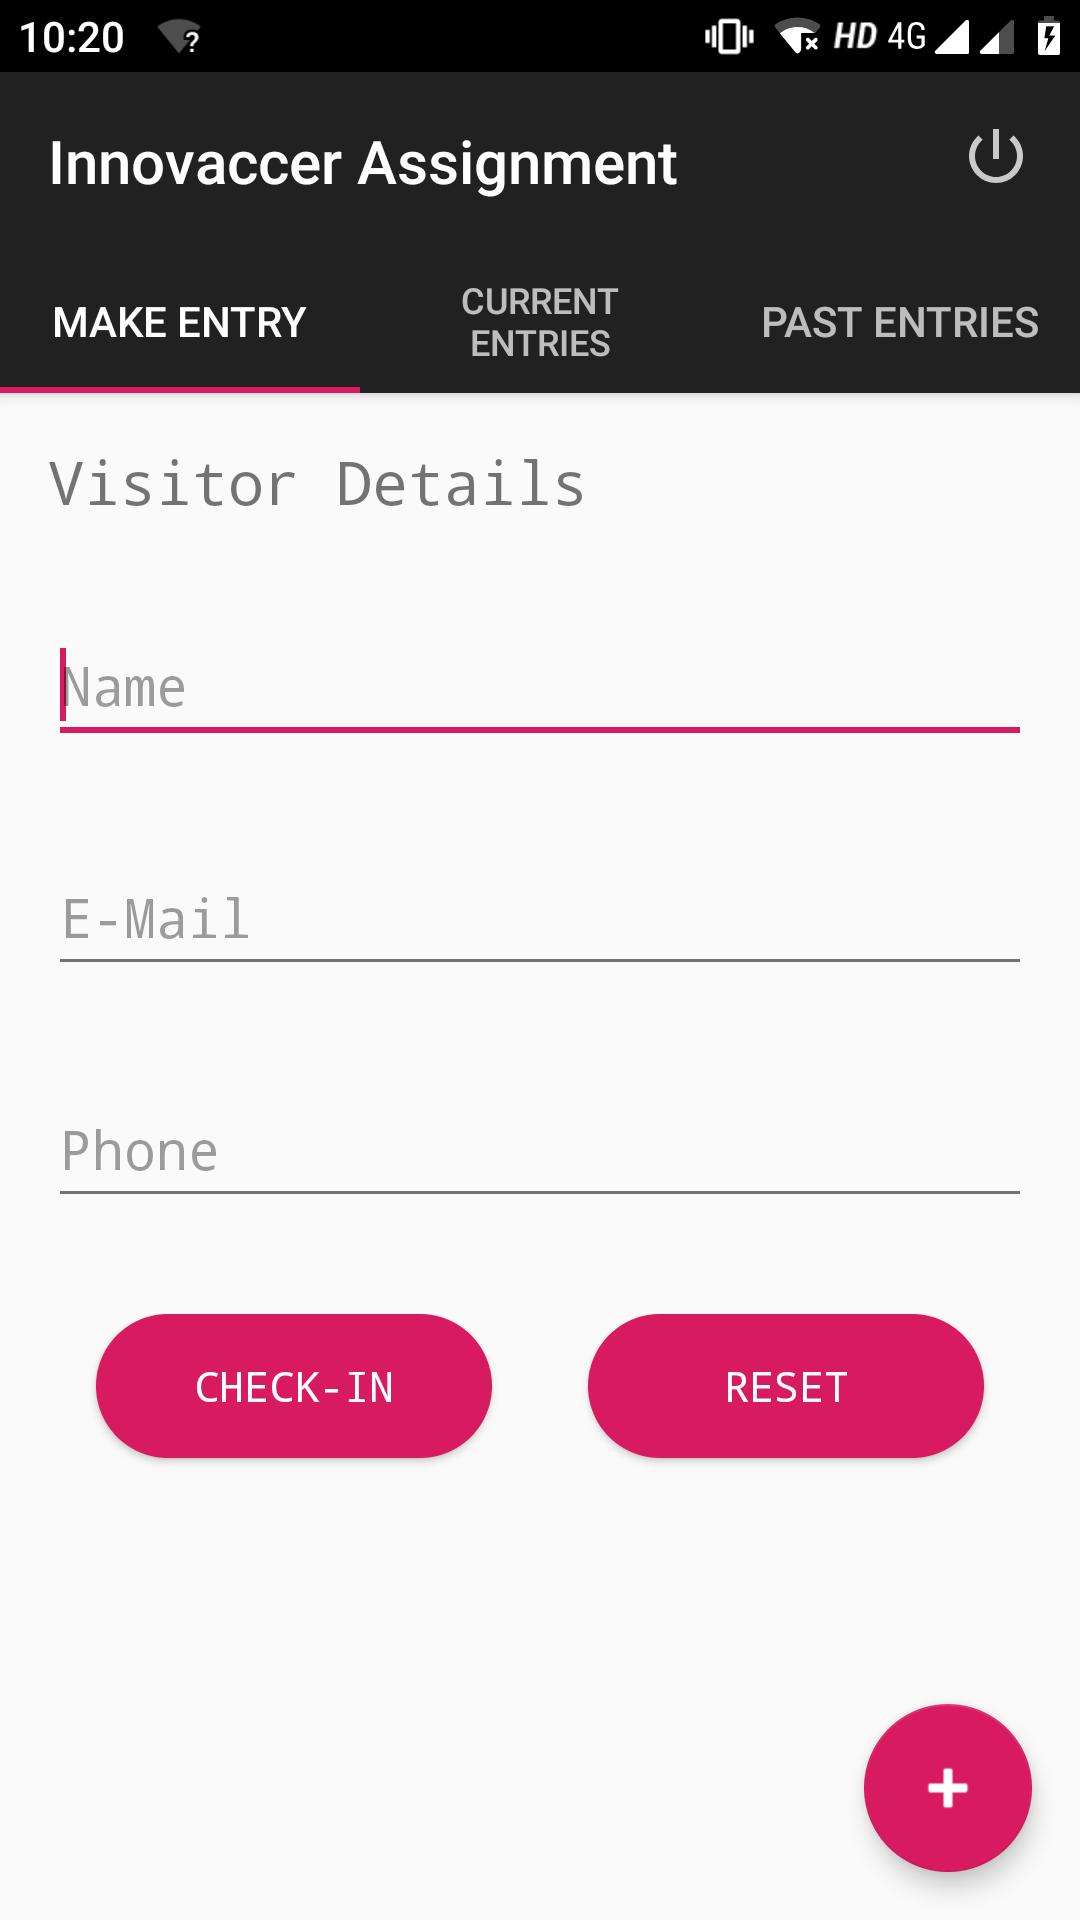 10:20 ? HD 4G
Innovaccer Assignment
MAKE ENTRY
CURRENT
ENTRIES
PAST ENTRIES
Visitor Details
Name
E-Mail
Phone
CHECK-IN
RESET